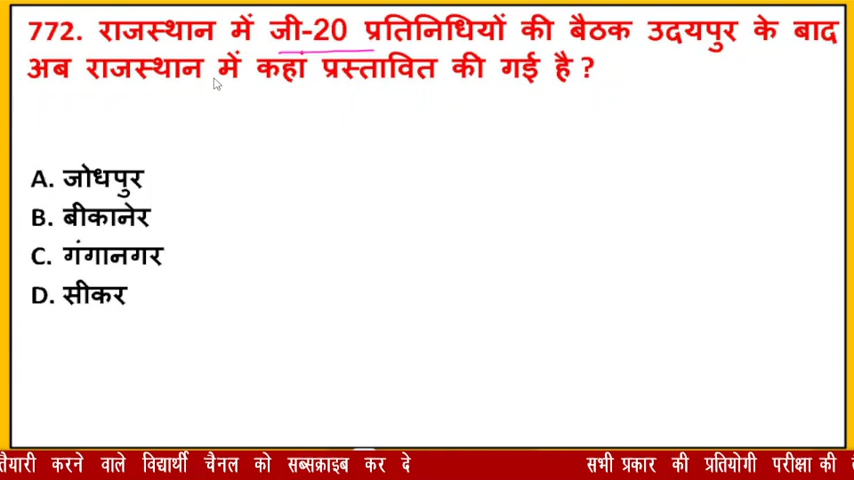 772. राजस्थान में जी-20 प्रतिनिधियों की बैठक उदयपुर के बाद
अब राजस्थान में कहां प्रस्तावित की गई है ?
A. जोधपुर
B. बीकानेर
C. गंगानगर
D. सीकर
तैयारी करने वाले विद्यार्थी चैनल को सब्सक्राइब कर दे सभी प्रकार की प्रतियोगी परीक्षा की